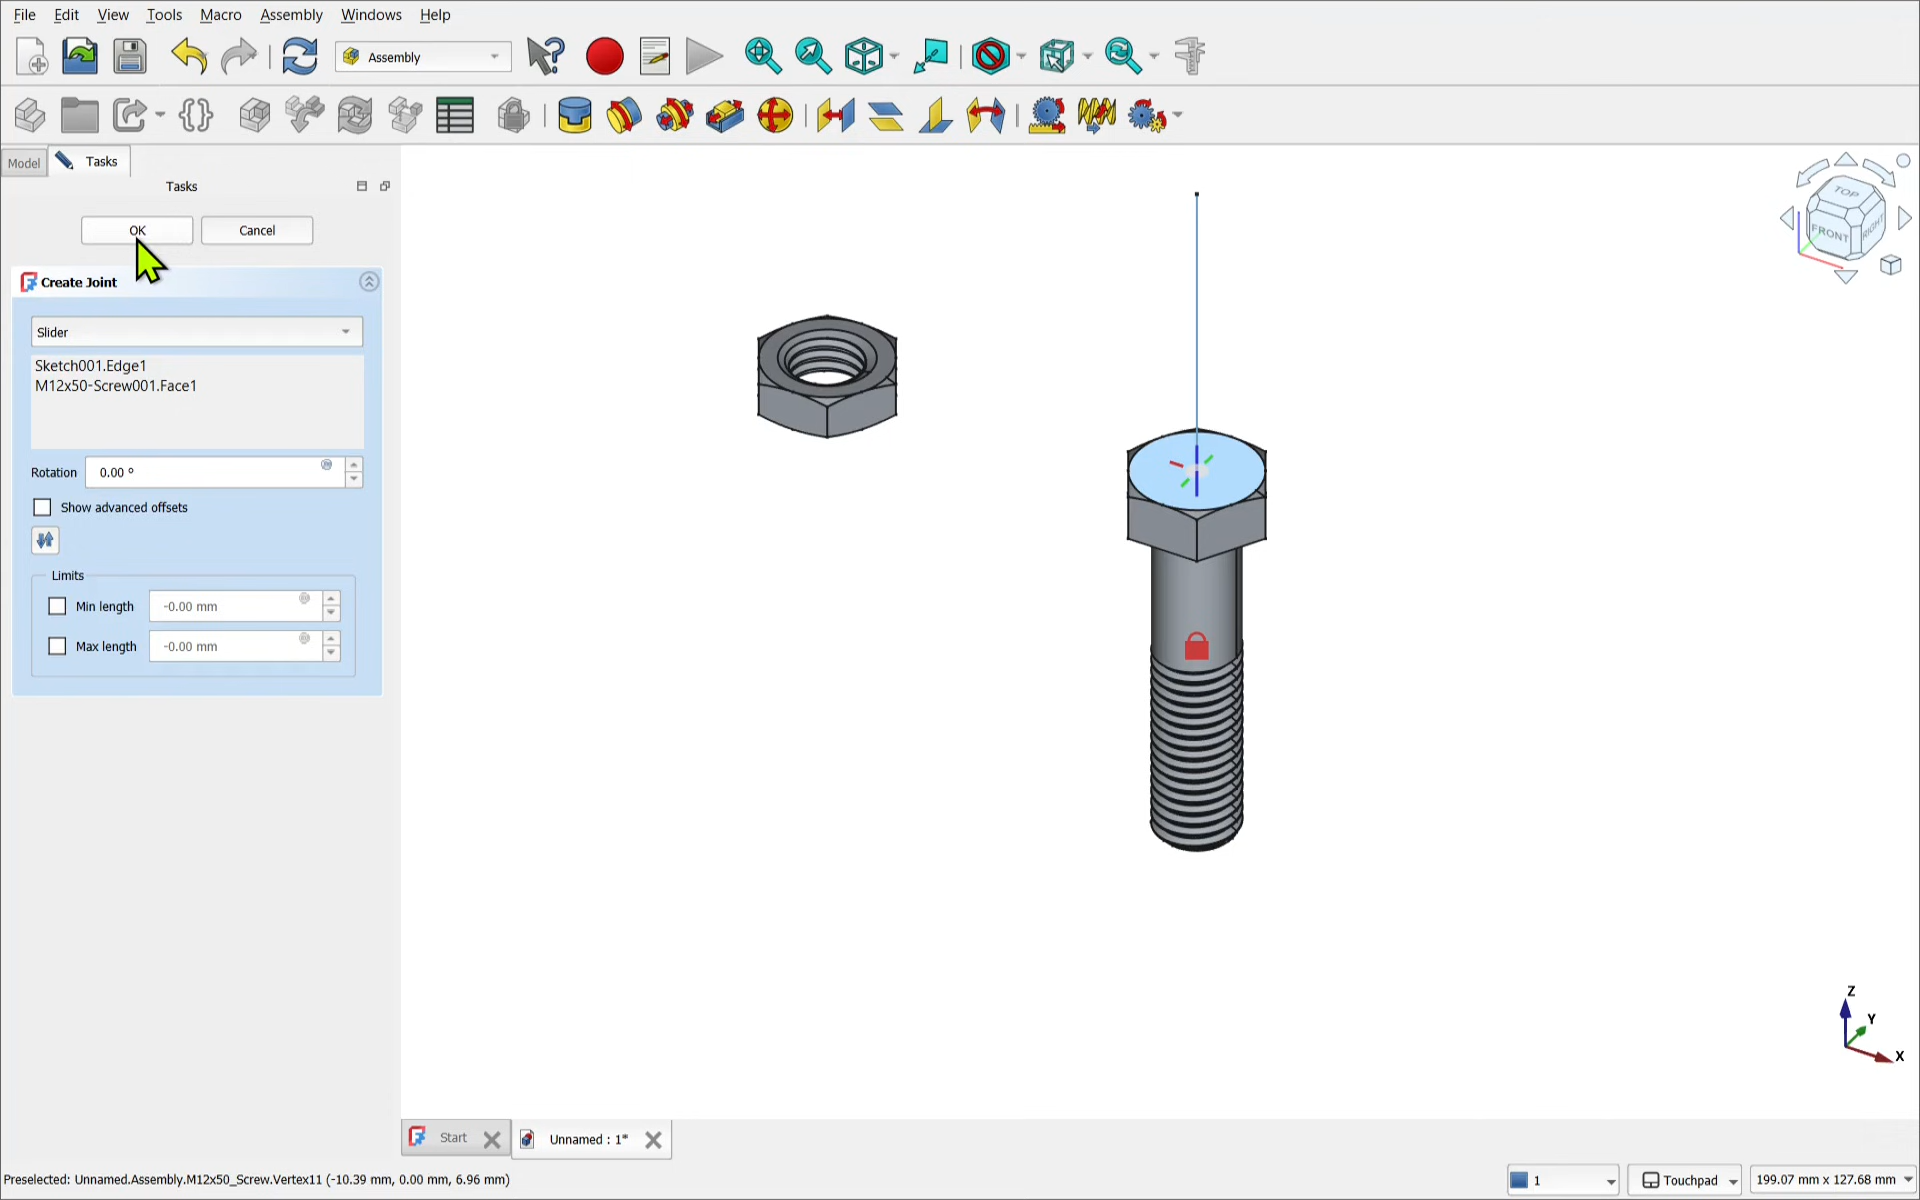 File Edit View Tools Macro Assembly Windows Help
Assembly
Model Tasks
Tasks
OK Cancel
Create Joint
Slider
Sketch001.Edge1
M12x50-Screw001.Face1
Rotation 0.00 °
Show advanced offsets
Limits
Min length -0.00 mm
Max length -0.00 mm
TOP
FRONT
RIGHT
Z
Y
X
Start Unnamed : 1*
Preselected: Unnamed.Assembly.M12x50_Screw.Vertex11 (-10.39 mm, 0.00 mm, 6.96 mm)
1 Touchpad 199.07 mm x 127.68 mm